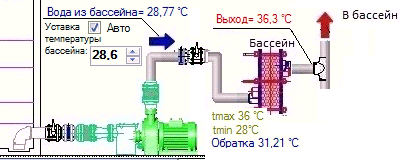 Вода из бассейна= 28,77 °C
Выход= 36,3 °C
В бассейн
Уставка
температуры
бассейна:
Авто
28.6
Бассейн
tmax 36 °C
tmin 28°C
Обратка 31,21 °C